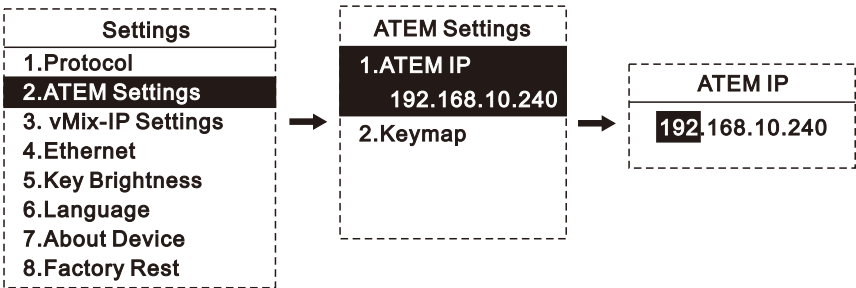 Settings
1.Protocol
2.ATEM Settings
3. vMix-IP Settings
4.Ethernet
5.Key Brightness
6.Language
7.About Device
8.Factory Rest
ATEM Settings
1.ATEM IP
192.168.10.240
2.Keymap
ATEM IP
192.168.10.240